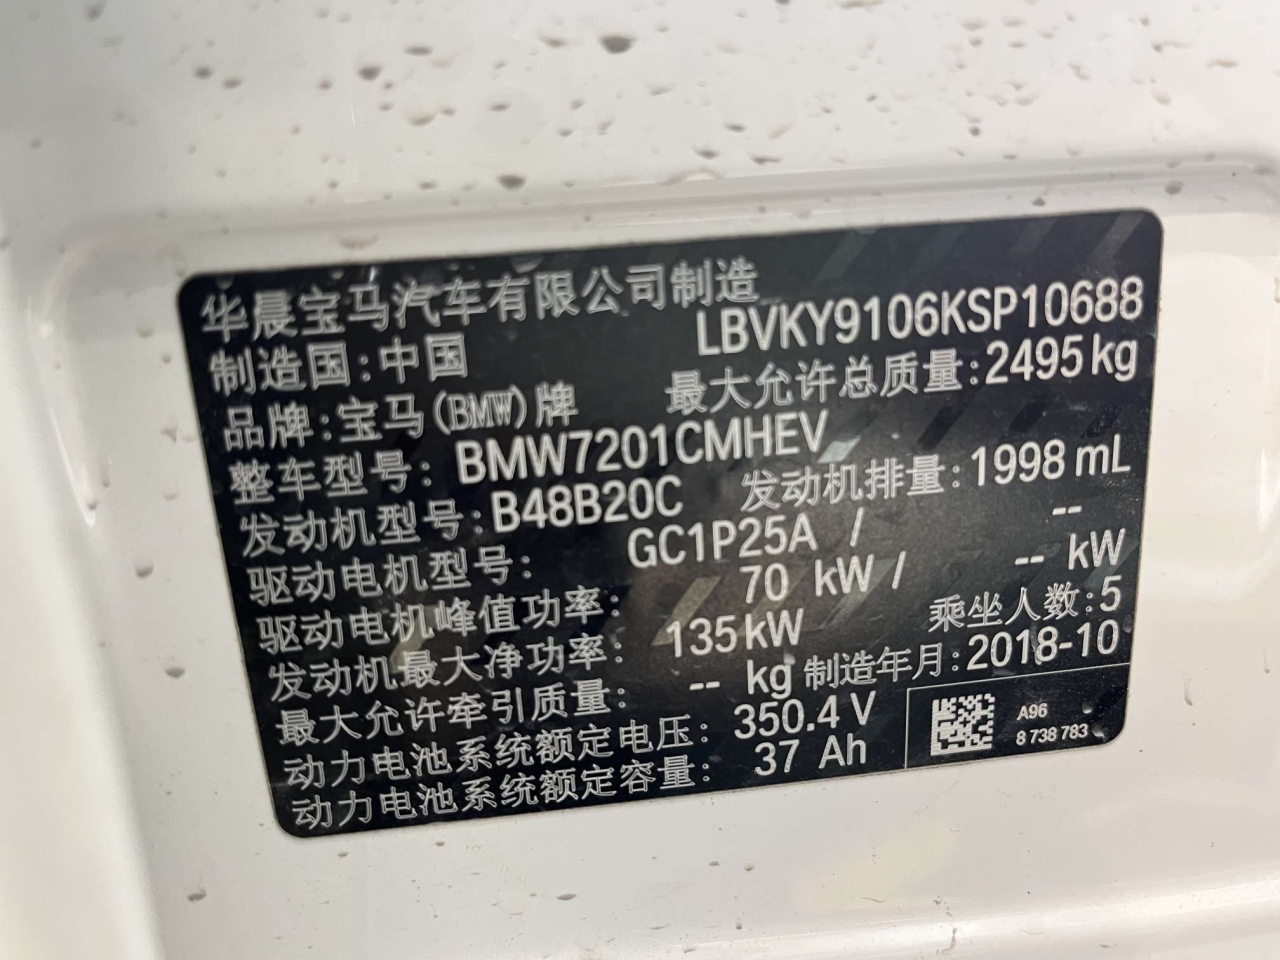 华晨宝马汽车有限公司制造
制造国:中国 LBVKY9106KSP10688
品牌:宝马(BMW)牌 最大允许总质量:2495kg
整车型号: BMW7201CMHEV
发动机型号:B48B20C 发动机排量:1998 mL
驱动电机型号: GC1P25A / --
驱动电机峰值功率: 70 kW / -- kW
发动机最大净功率: 135kW 乘坐人数:5
最大允许牵引质量: -- kg 制造年月:2018-10
动力电池系统额定电压: 350.4 V
动力电池系统额定容量: 37 Ah
A96
8 738 783